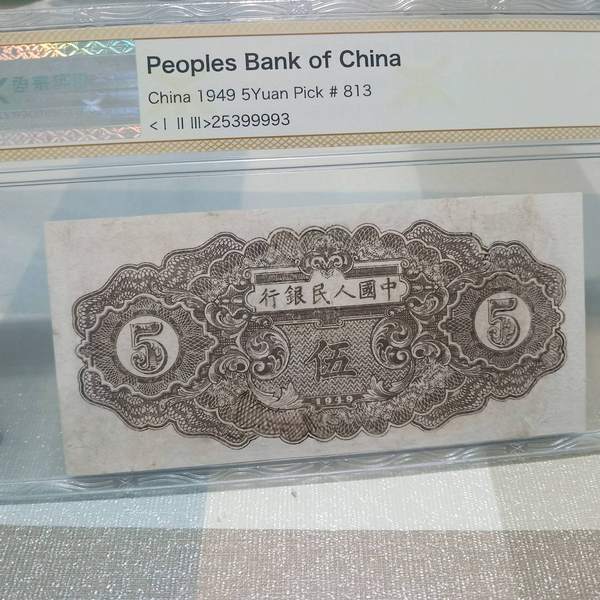 Peoples Bank of China
China 1949 5Yuan Pick # 813
<I II III>25399993
行銀民人國中
5
伍
5
1949